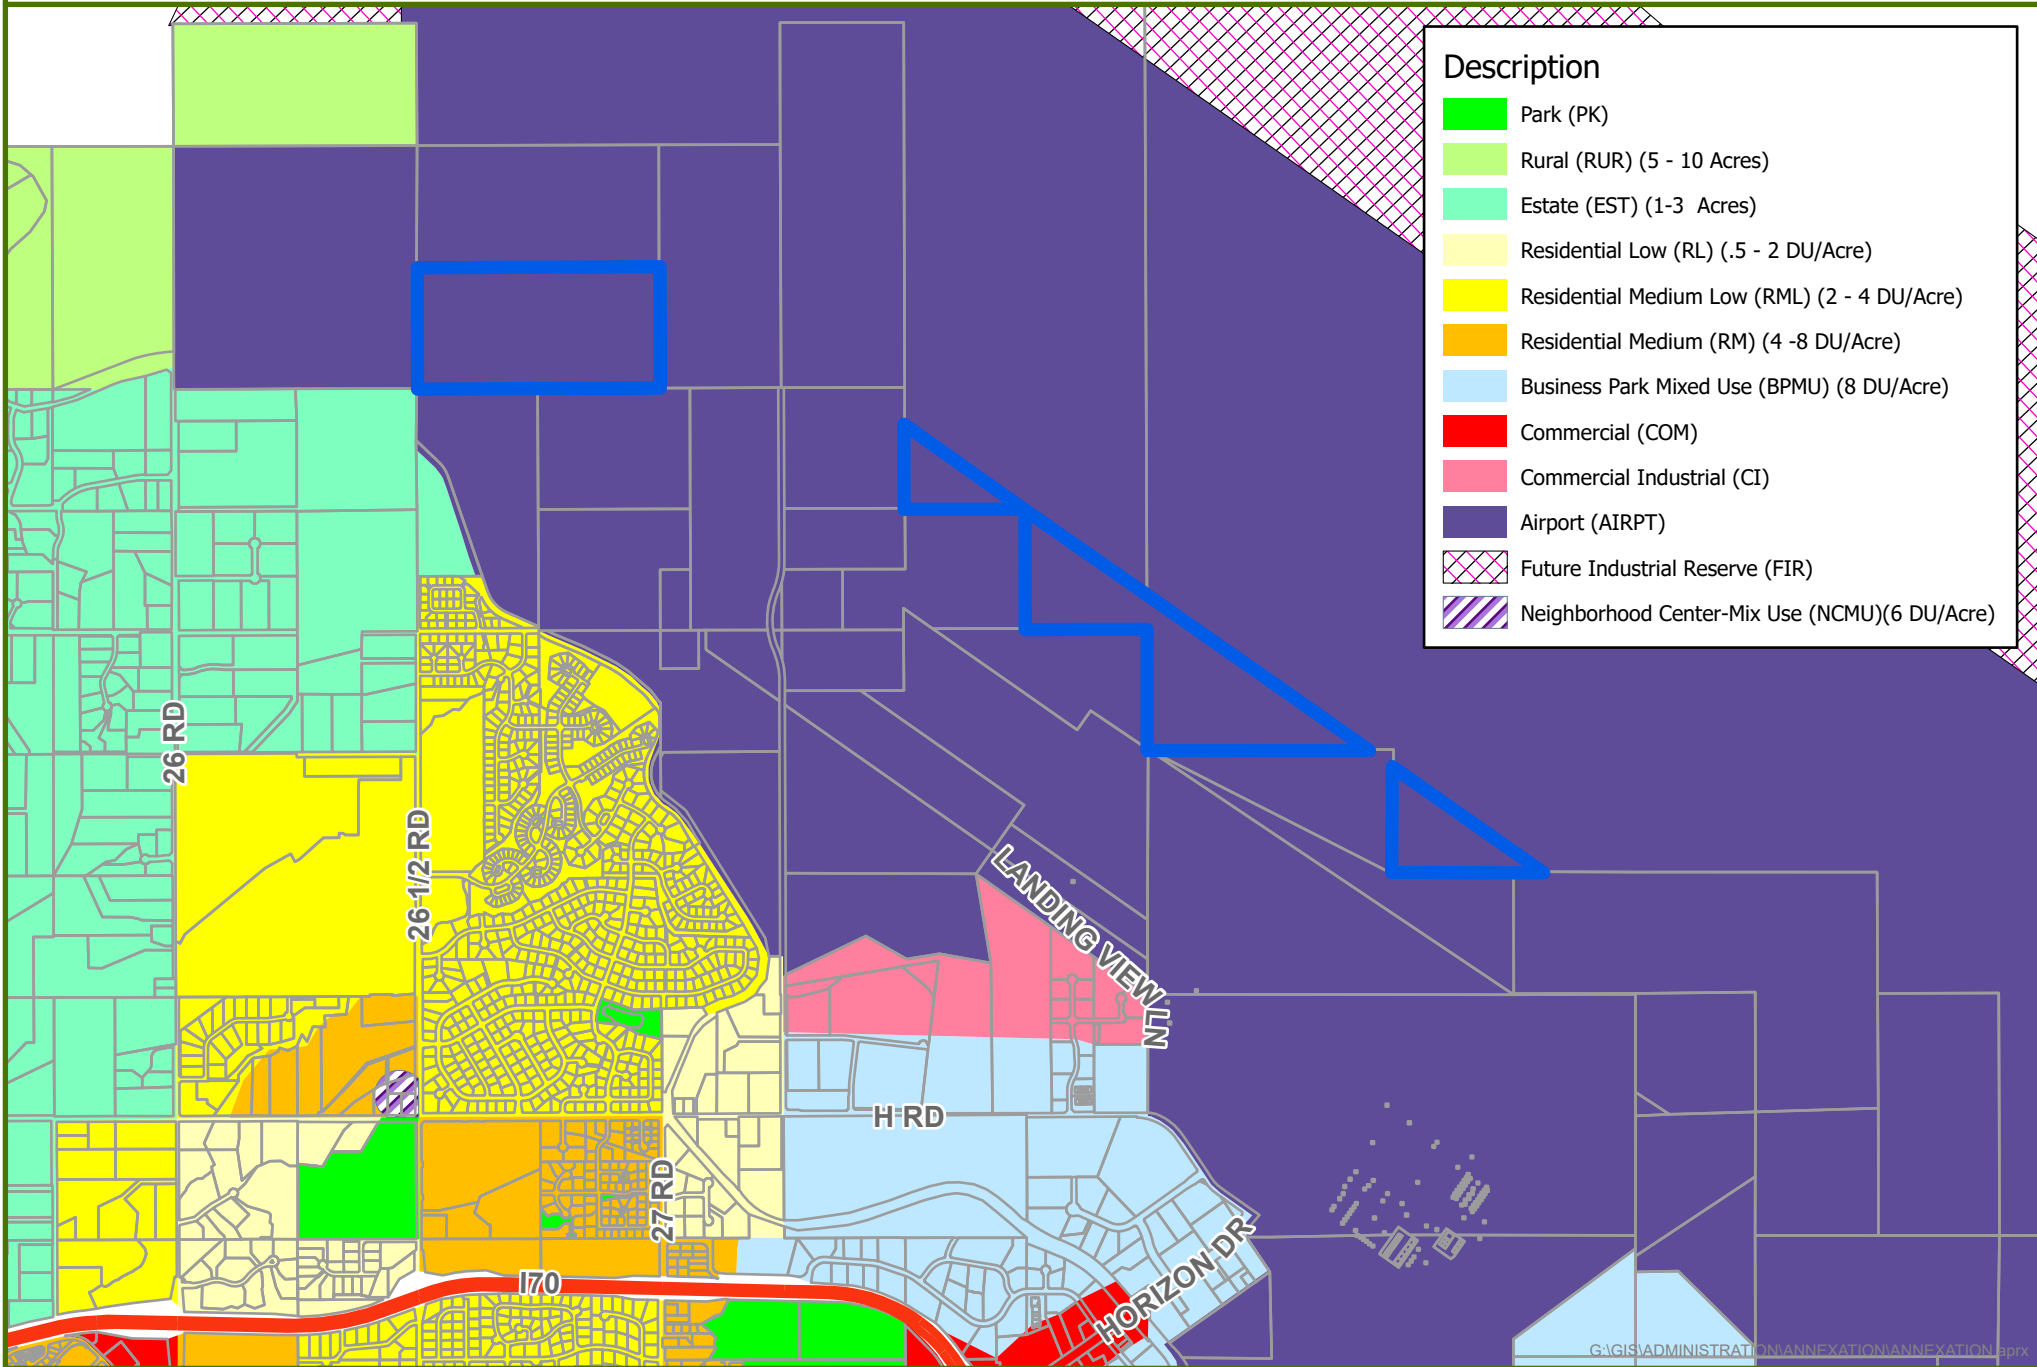 Description
Park (PK)
Rural (RUR) (5 - 10 Acres)
Estate (EST) (1-3 Acres)
Residential Low (RL) (.5 - 2 DU/Acre)
Residential Medium Low (RML) (2 - 4 DU/Acre)
Residential Medium (RM) (4 -8 DU/Acre)
Business Park Mixed Use (BPMU) (8 DU/Acre)
Commercial (COM)
Commercial Industrial (CI)
Airport (AIRPT)
Future Industrial Reserve (FIR)
Neighborhood Center-Mix Use (NCMU)(6 DU/Acre)
26 RD
26 1/2 RD
LANDING VIEW LN
H RD
27 RD
HORIZON DR
I70
G:\GIS\ADMINISTRATION\ANNEXATION\ANNEXATION.aprx